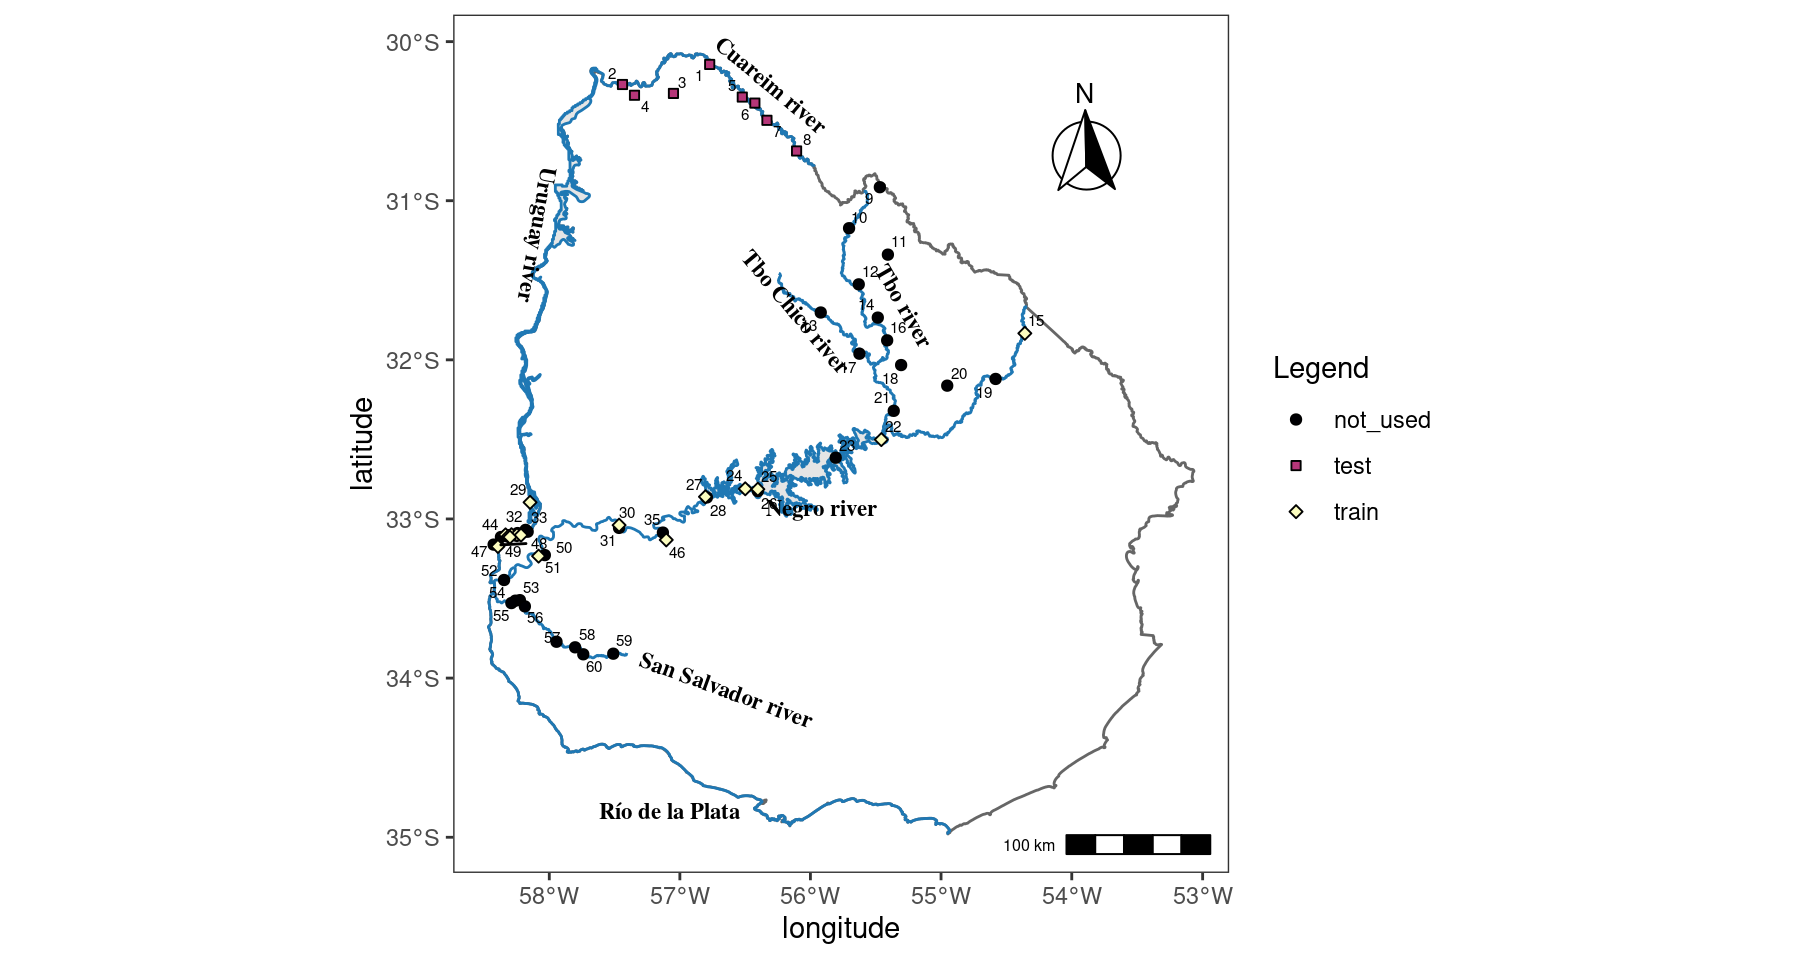 30°S
31°S
32°S
33°S
34°S
35°S
latitude
58°W
57°W
56°W
55°W
54°W
53°W
longitude
N
Cuareim river
Uruguay river
Tbo Chico river
Tbo river
Negro river
San Salvador river
Río de la Plata
100 km
1
2
3
4
5
6
7
8
9
10
11
12
13
14
15
16
17
18
19
20
21
22
23
24
25
26
27
28
29
30
31
32
33
35
44
46
47
48
49
50
51
52
53
54
55
56
57
58
59
60
Legend
not_used
test
train